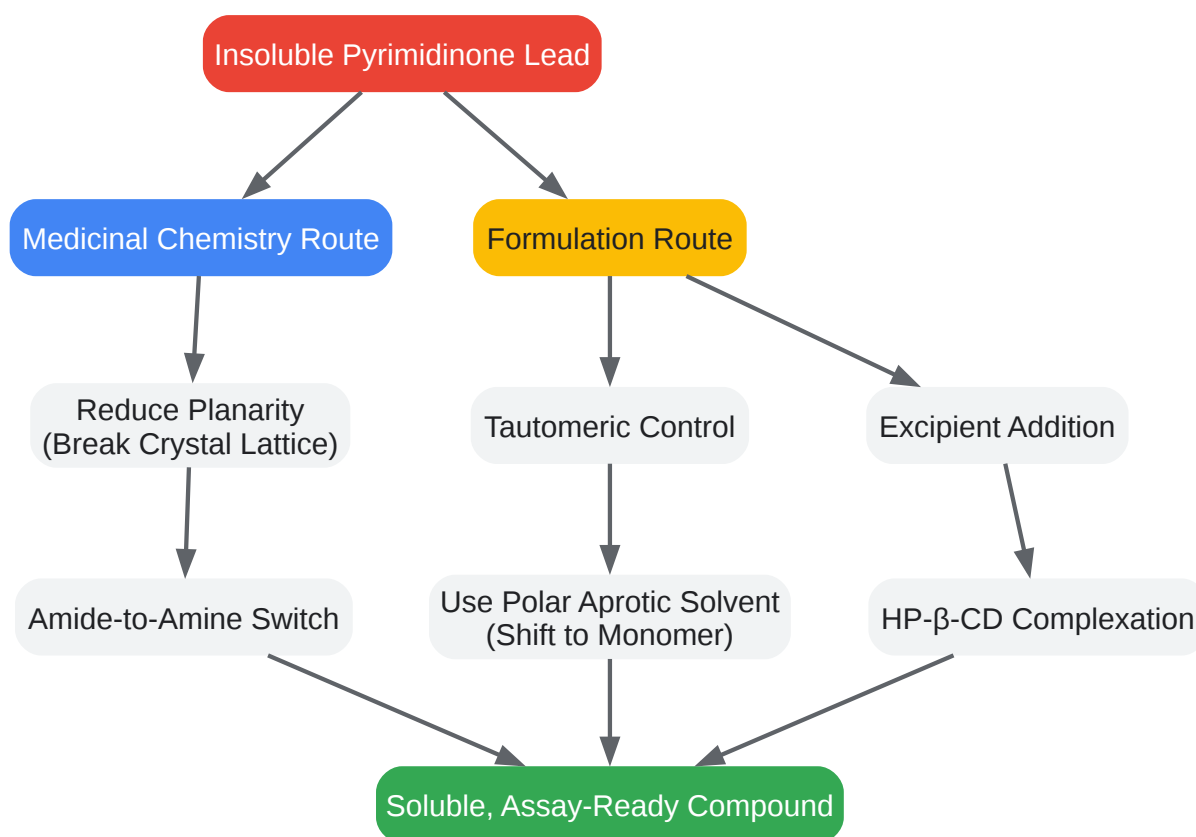 Insoluble Pyrimidinone Lead
Medicinal Chemistry Route
Formulation Route
Reduce Planarity
(Break Crystal Lattice)
Tautomeric Control
Excipient Addition
Amide-to-Amine Switch
Use Polar Aprotic Solvent
(Shift to Monomer)
HP-β-CD Complexation
Soluble, Assay-Ready Compound